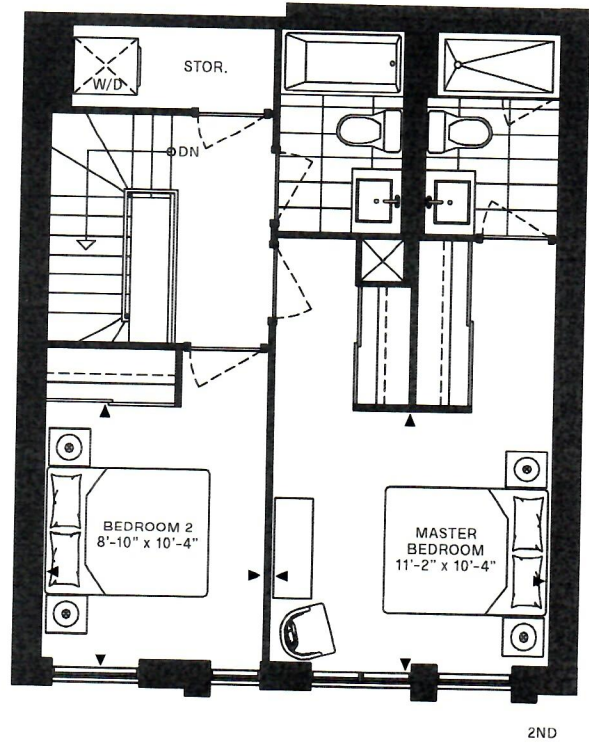 STOR.
W/D
DN
BEDROOM 2
8'-10" x 10'-4"
MASTER
BEDROOM
11'-2" x 10'-4"
2ND